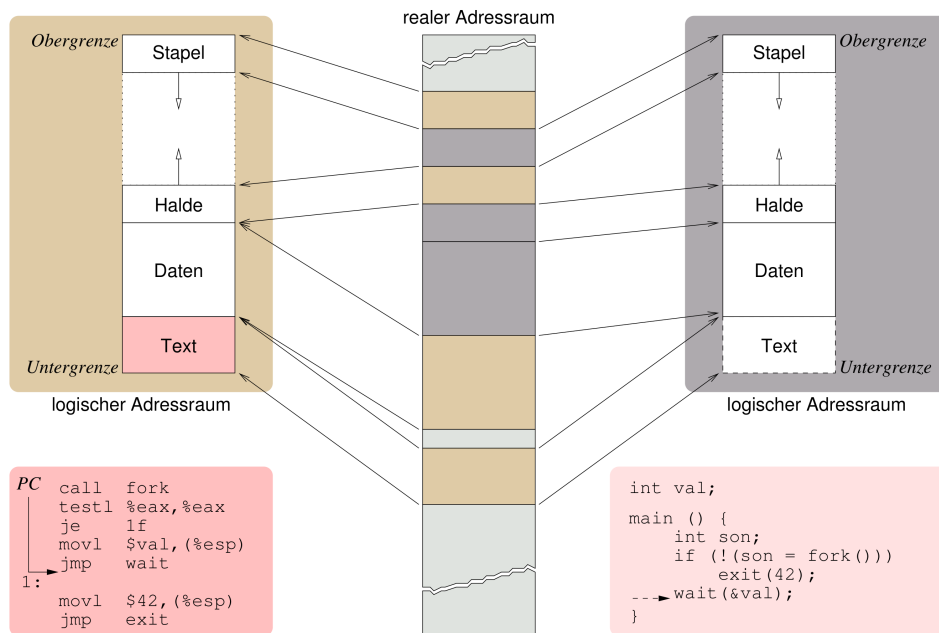 realer Adressraum
Obergrenze
Stapel
Halde
Daten
Text
Untergrenze
logischer Adressraum
Obergrenze
Stapel
Halde
Daten
Text
Untergrenze
logischer Adressraum
PC
call fork
testl %eax,%eax
je 1f
movl $val,(%esp)
jmp wait
1:
movl $42,(%esp)
jmp exit
int val;
main () {
int son;
if (!(son = fork()))
exit(42);
wait(&val);
}